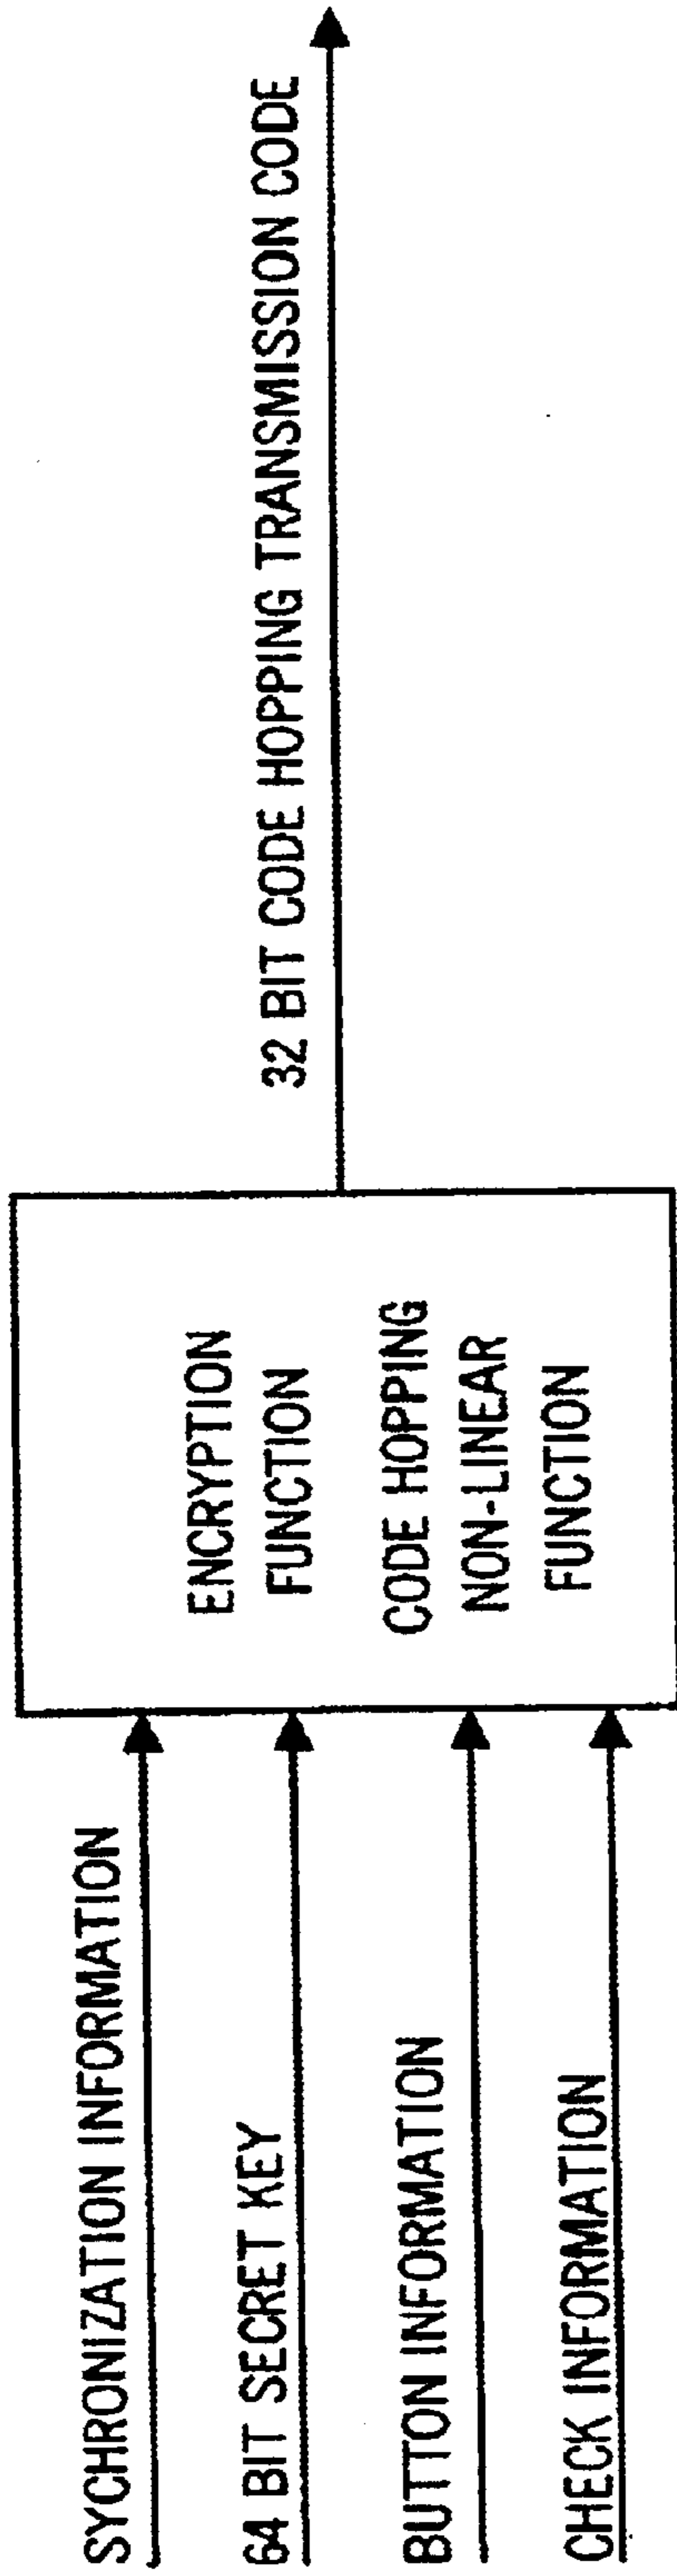 SYCHRONIZATION INFORMATION
64 BIT SECRET KEY
BUTTON INFORMATION
CHECK INFORMATION
ENCRYPTION
FUNCTION
CODE HOPPING
NON-LINEAR
FUNCTION
32 BIT CODE HOPPING TRANSMISSION CODE